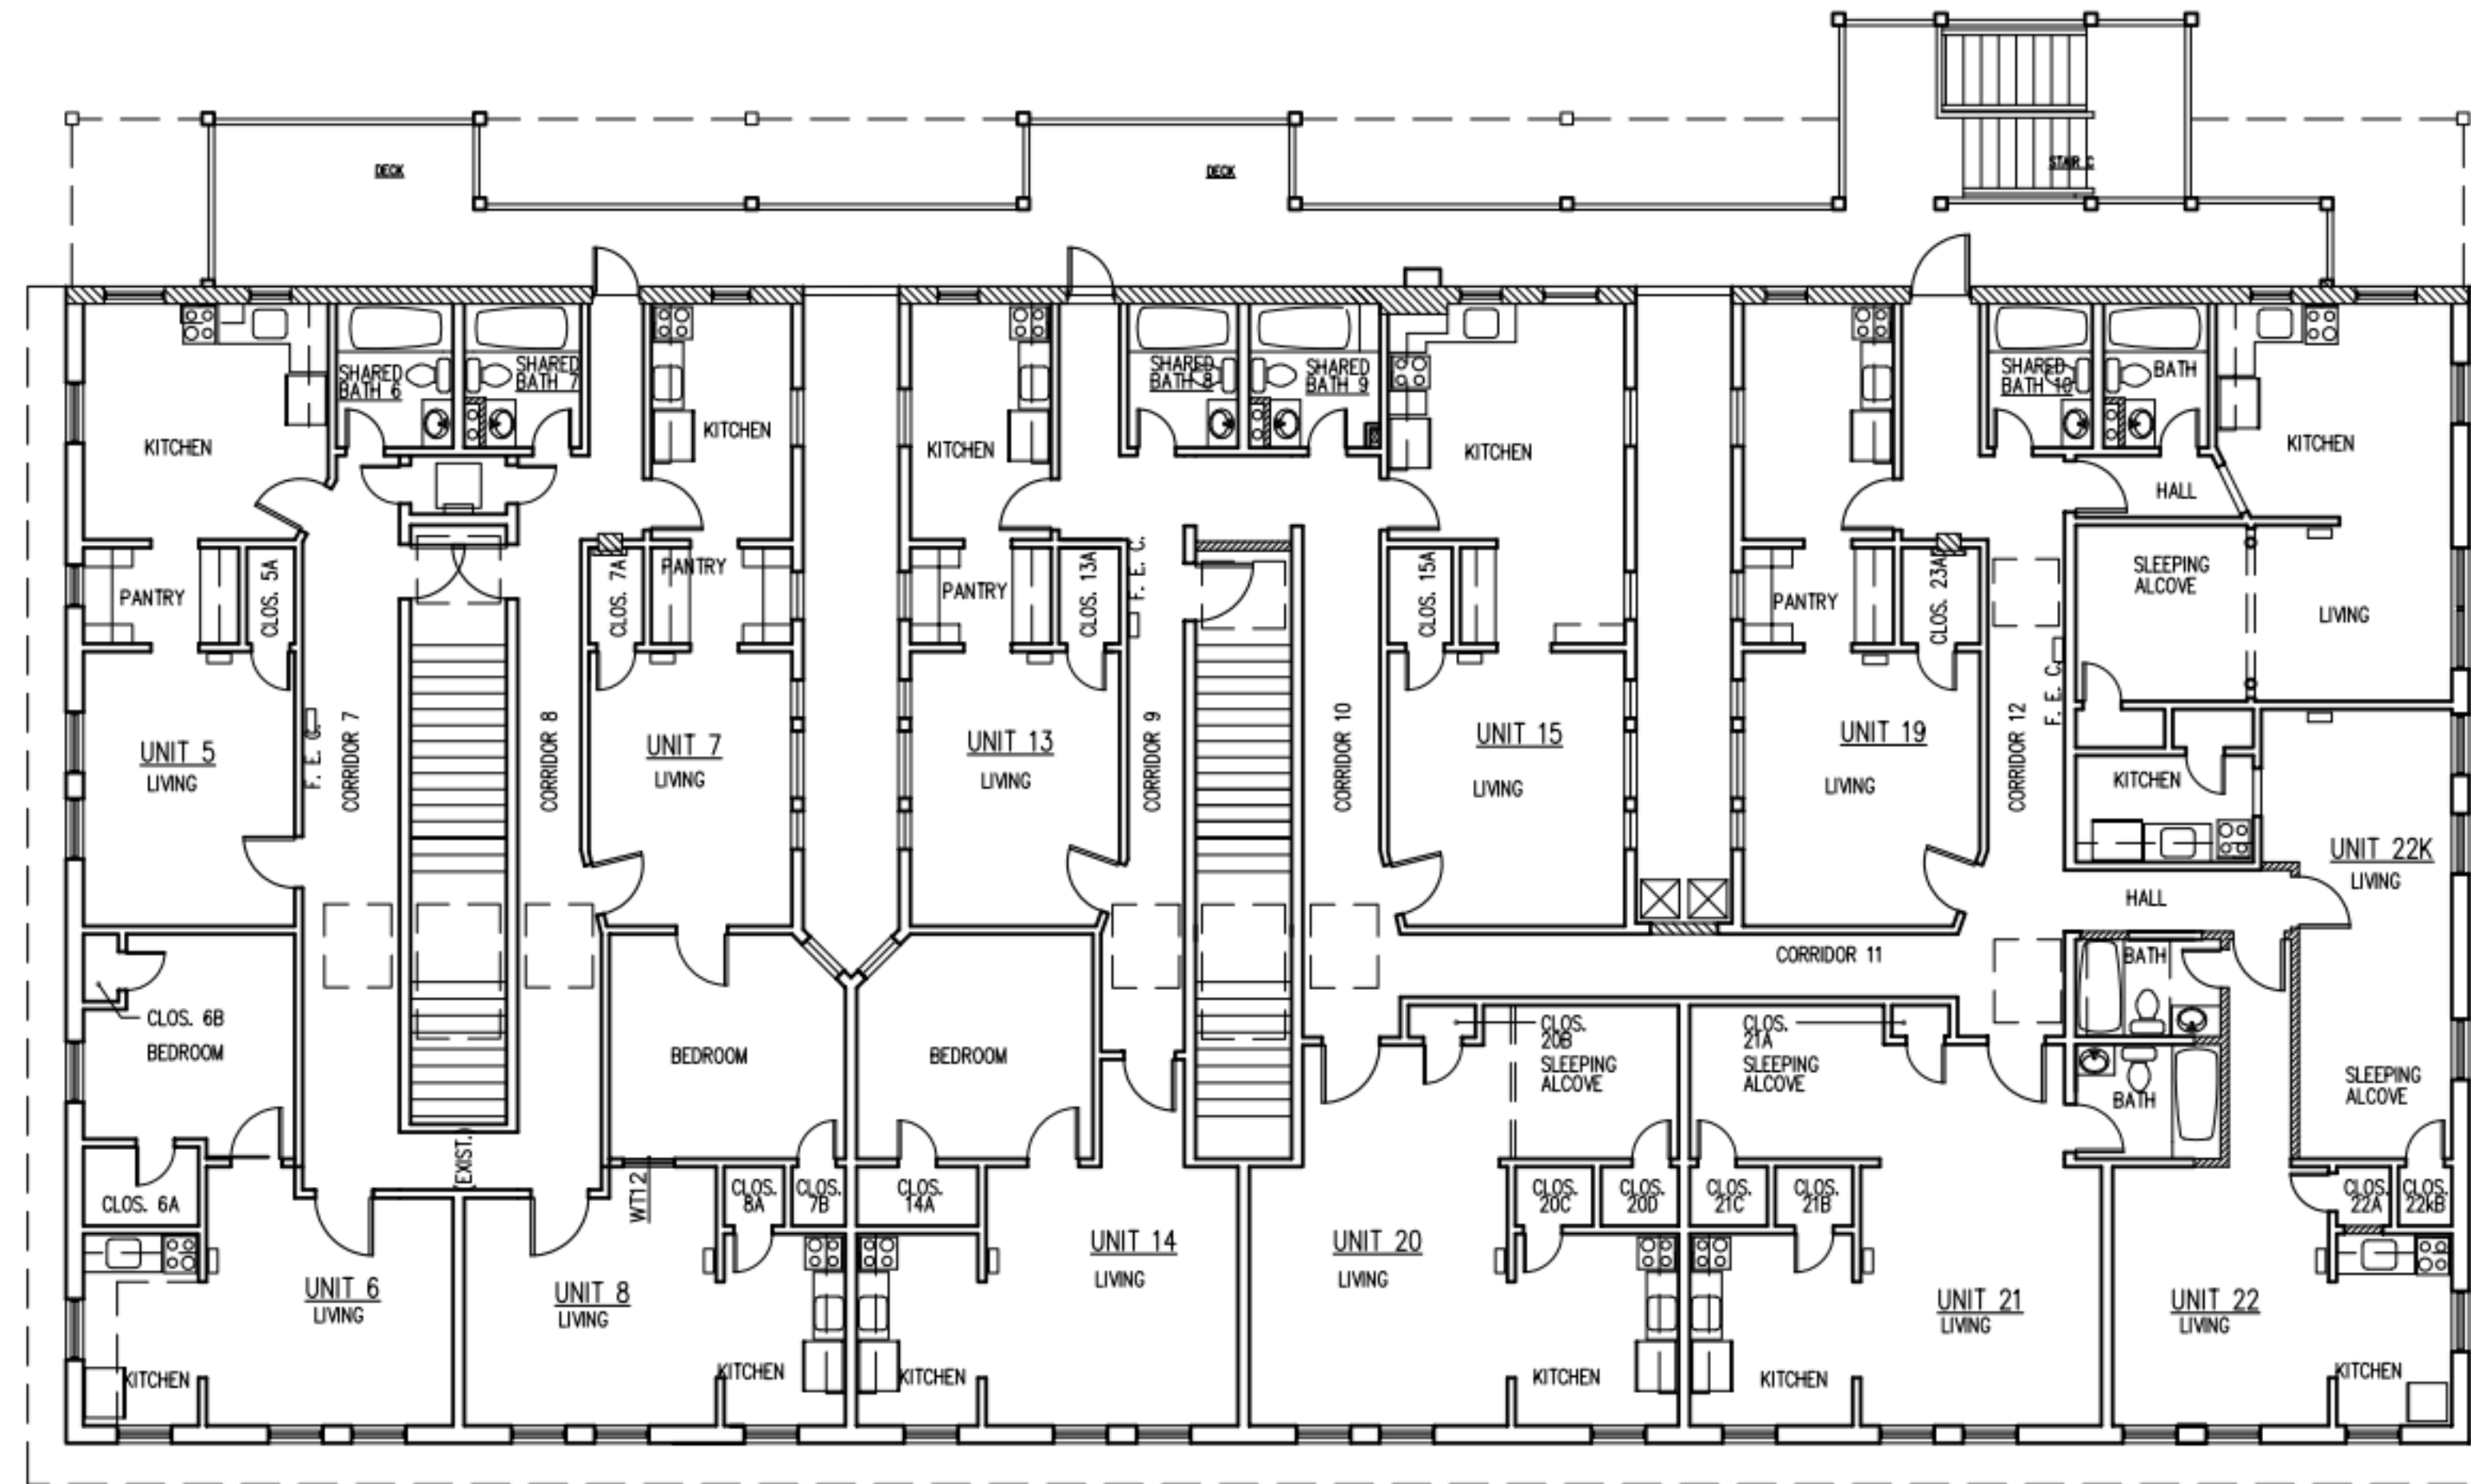 DECK
DECK
STAIR C
SHARED
BATH 6
SHARED
BATH 7
SHARED
BATH 8
SHARED
BATH 9
SHARED
BATH 10
BATH
KITCHEN
KITCHEN
KITCHEN
KITCHEN
KITCHEN
HALL
PANTRY
CLOS. 5A
CLOS. 7A
PANTRY
PANTRY
CLOS. 13A
F. E. C.
CLOS. 15A
PANTRY
CLOS. 23A
SLEEPING
ALCOVE
LIVING
UNIT 5
LIVING
F. E. C.
CORRIDOR 7
CORRIDOR 8
UNIT 7
LIVING
UNIT 13
LIVING
CORRIDOR 9
CORRIDOR 10
UNIT 15
LIVING
UNIT 19
LIVING
CORRIDOR 12
F. E. C.
KITCHEN
UNIT 22K
LIVING
HALL
CORRIDOR 11
BATH
CLOS. 6B
BEDROOM
BEDROOM
BEDROOM
CLOS.
20B
SLEEPING
ALCOVE
CLOS.
21A
SLEEPING
ALCOVE
BATH
SLEEPING
ALCOVE
(EXIST.)
CLOS. 6A
WT12
CLOS.
8A
CLOS.
7B
CLOS.
14A
CLOS.
20C
CLOS.
20D
CLOS.
21C
CLOS.
21B
CLOS.
22A
CLOS.
22kB
UNIT 6
LIVING
UNIT 8
LIVING
UNIT 14
LIVING
UNIT 20
LIVING
UNIT 21
LIVING
UNIT 22
LIVING
KITCHEN
KITCHEN
KITCHEN
KITCHEN
KITCHEN
KITCHEN